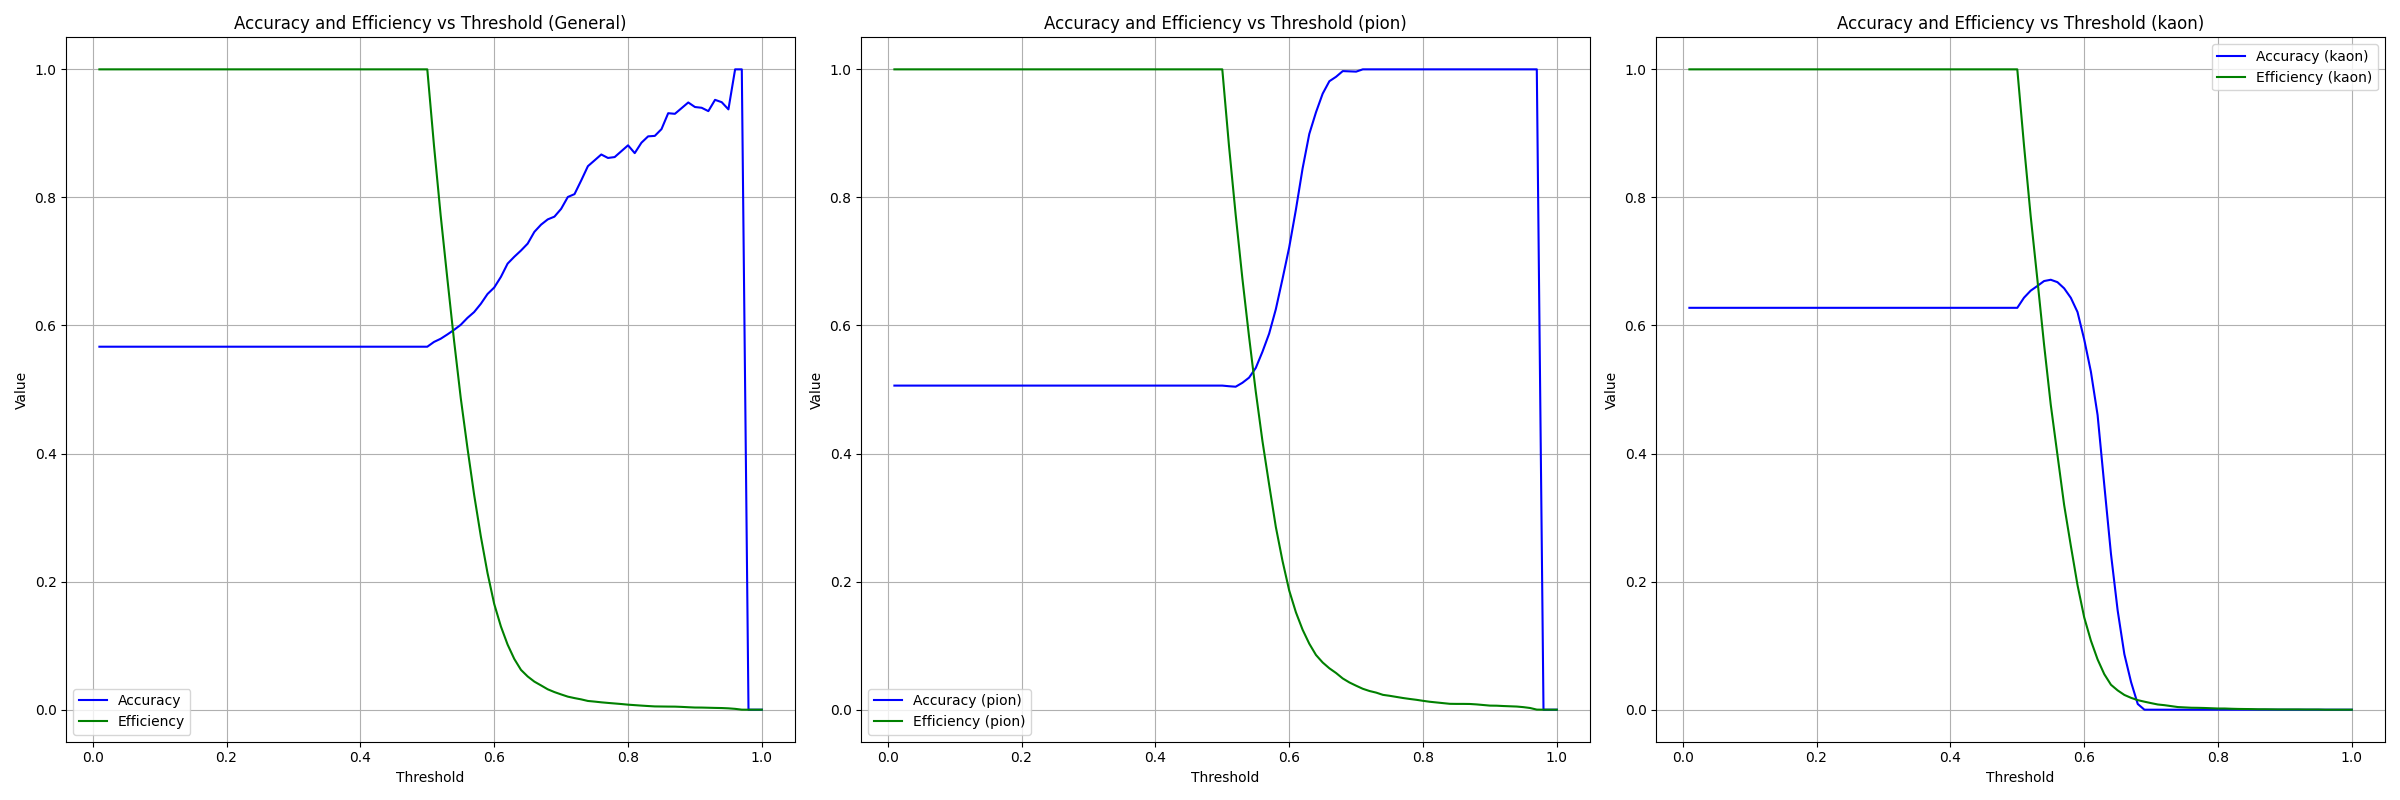 Accuracy and Efficiency vs Threshold (General)
Value
1.0
0.8
0.6
0.4
0.2
0.0
Accuracy
Efficiency
0.0 0.2 0.4 0.6 0.8 1.0
Threshold
Accuracy and Efficiency vs Threshold (pion)
Value
1.0
0.8
0.6
0.4
0.2
0.0
Accuracy (pion)
Efficiency (pion)
0.0 0.2 0.4 0.6 0.8 1.0
Threshold
Accuracy and Efficiency vs Threshold (kaon)
Value
Accuracy (kaon)
Efficiency (kaon)
1.0
0.8
0.6
0.4
0.2
0.0
0.0 0.2 0.4 0.6 0.8 1.0
Threshold